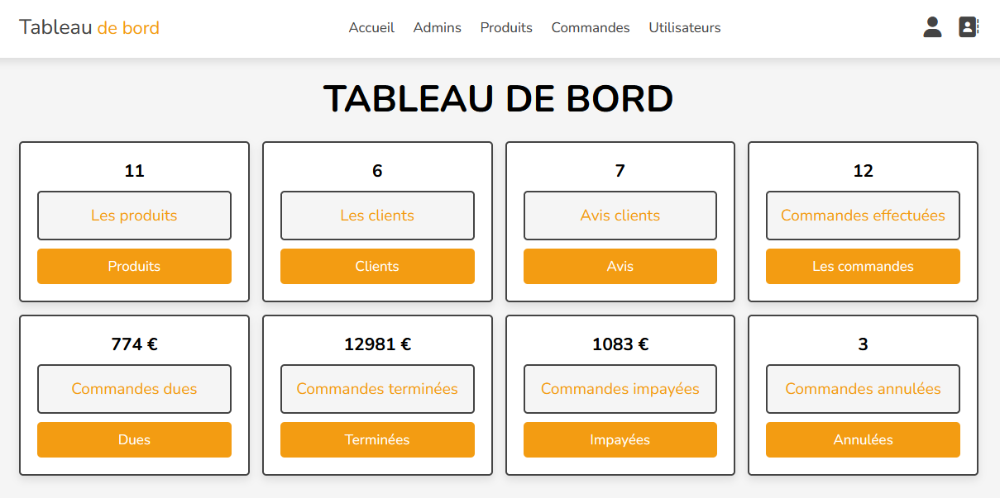 Tableau de bord
Accueil Admins Produits Commandes Utilisateurs
TABLEAU DE BORD
11
Les produits
Produits
6
Les clients
Clients
7
Avis clients
Avis
12
Commandes effectuées
Les commandes
774 €
Commandes dues
Dues
12981 €
Commandes terminées
Terminées
1083 €
Commandes impayées
Impayées
3
Commandes annulées
Annulées